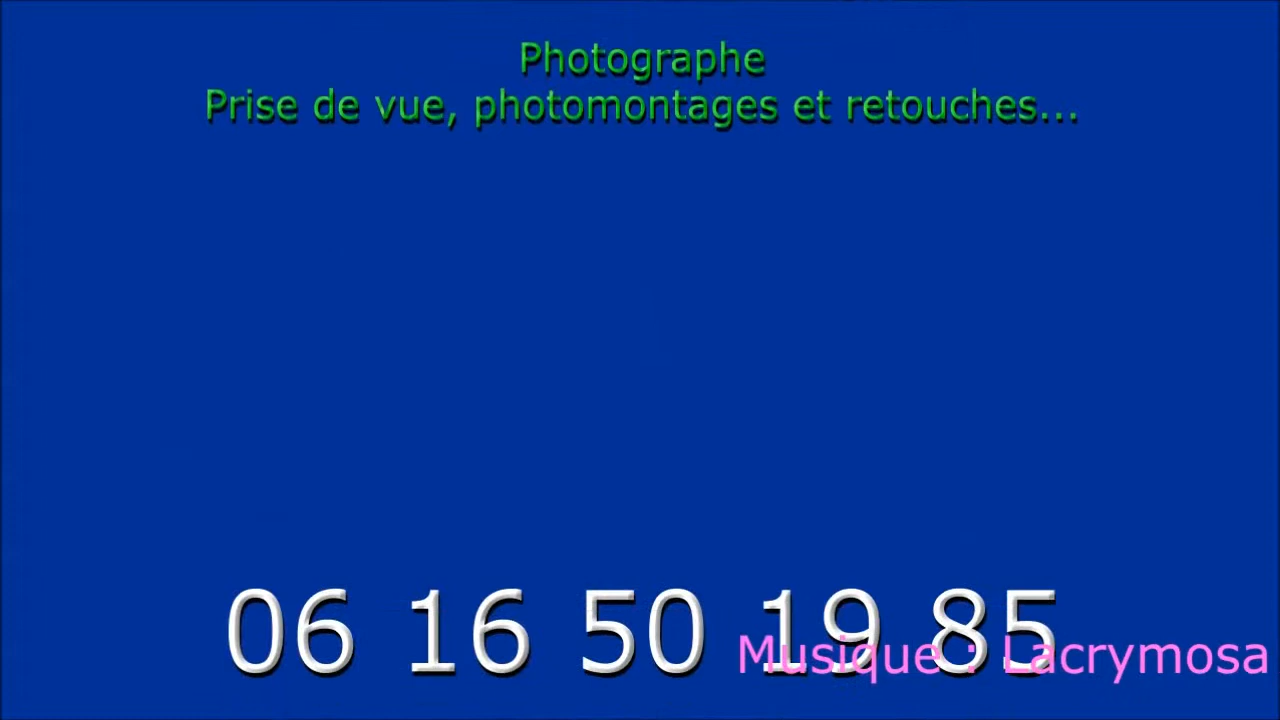 Photographe
Prise de vue, photomontages et retouches...
06 16 50 19 85
Musique : Lacrymosa